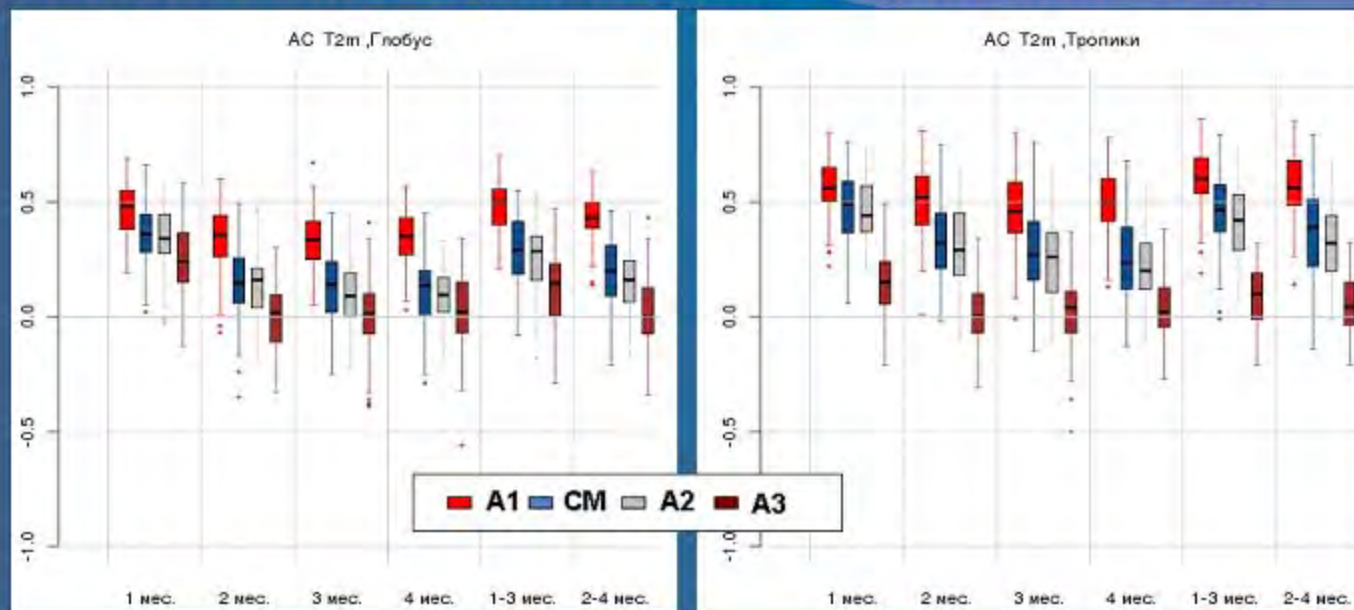 AC T2m ,Глобус
1.0
0.5
0.0
-0.5
-1.0
1 мес.
2 мес.
3 мес.
4 мес.
1-3 мес.
2-4 мес.
AC T2m ,Тропики
1.0
0.5
0.0
-0.5
-1.0
1 мес.
2 мес.
3 мес.
4 мес.
1-3 мес.
2-4 мес.
A1 CM A2 A3